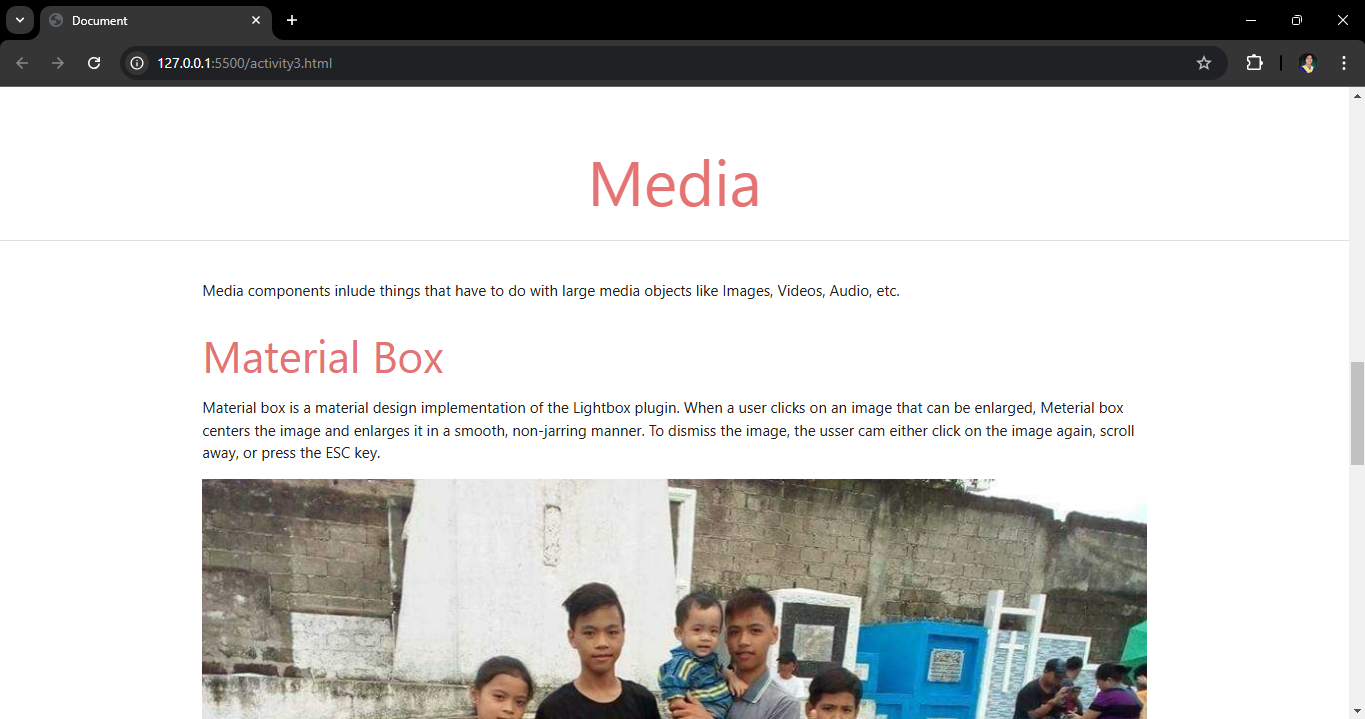 Document
127.0.0.1:5500/activity3.html
Media
Media components inlude things that have to do with large media objects like Images, Videos, Audio, etc.
Material Box
Material box is a material design implementation of the Lightbox plugin. When a user clicks on an image that can be enlarged, Meterial box
centers the image and enlarges it in a smooth, non-jarring manner. To dismiss the image, the usser cam either click on the image again, scroll
away, or press the ESC key.